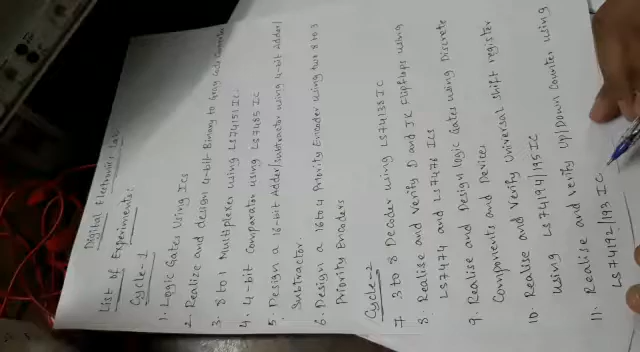 Digital Electronics Lab
List of Experiments:
Cycle-1
1. Logic Gates Using ICs
2. Realize and design 4-bit Binary to Gray Code Converter
3. 8 to 1 Multiplexer using LS74151 IC.
4. 4-bit Comparator using LS7485 IC
5. Design a 16-bit Adder/Subtractor using 4-bit Adder/
Subtractor.
6. Design a 16 to 4 Priority Encoder using two 8 to 3
Priority Encoders
Cycle-2
7 3 to 8 Decoder using LS74138 IC
8. Realise and Verify D and JK Flipflops using
LS7474 and LS7476 ICs
9. Realise and Design Logic Gates using Discrete
Components and Devices
10. Realise and Verify Universal shift register
using LS74194/195 IC
11. Realise and verify Up/Down Counter using
LS74192/193 IC.